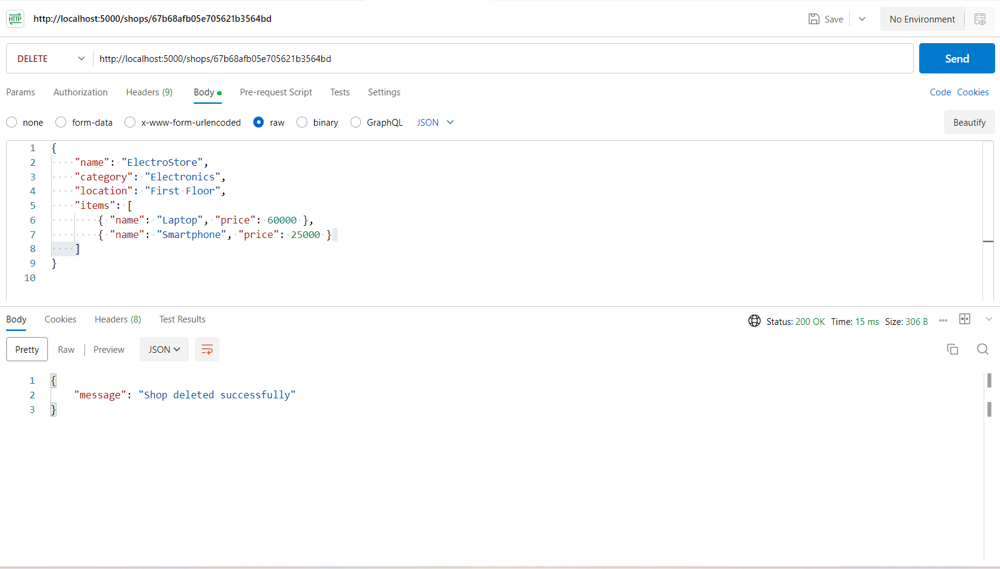 HTTP http://localhost:5000/shops/67b68afb05e705621b3564bd Save No Environment
DELETE http://localhost:5000/shops/67b68afb05e705621b3564bd Send
Params Authorization Headers (9) Body Pre-request Script Tests Settings Code Cookies
none form-data x-www-form-urlencoded raw binary GraphQL JSON Beautify
1 {
2 "name": "ElectroStore",
3 "category": "Electronics",
4 "location": "First Floor",
5 "items": [
6 { "name": "Laptop", "price": 60000 },
7 { "name": "Smartphone", "price": 25000 }
8 ]
9 }
10
Body Cookies Headers (8) Test Results Status: 200 OK Time: 15 ms Size: 306 B
Pretty Raw Preview JSON
1 {
2 "message": "Shop deleted successfully"
3 }